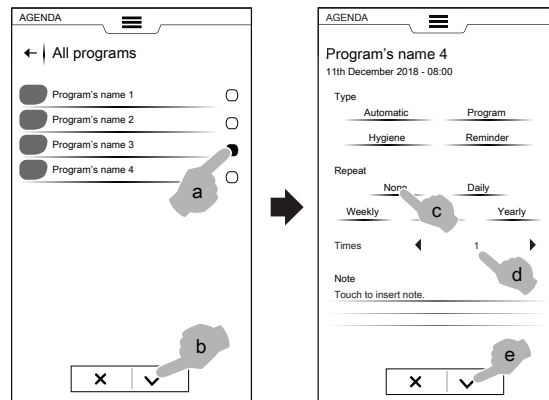 AGENDA
All programs
Program's name 1
Program's name 2
Program's name 3
Program's name 4
a
b
AGENDA
Program's name 4
11th December 2018 - 08:00
Type
Automatic Program
Hygiene Reminder
Repeat
None Daily
c
Weekly Yearly
Times 1
d
Note
Touch to insert note.
e